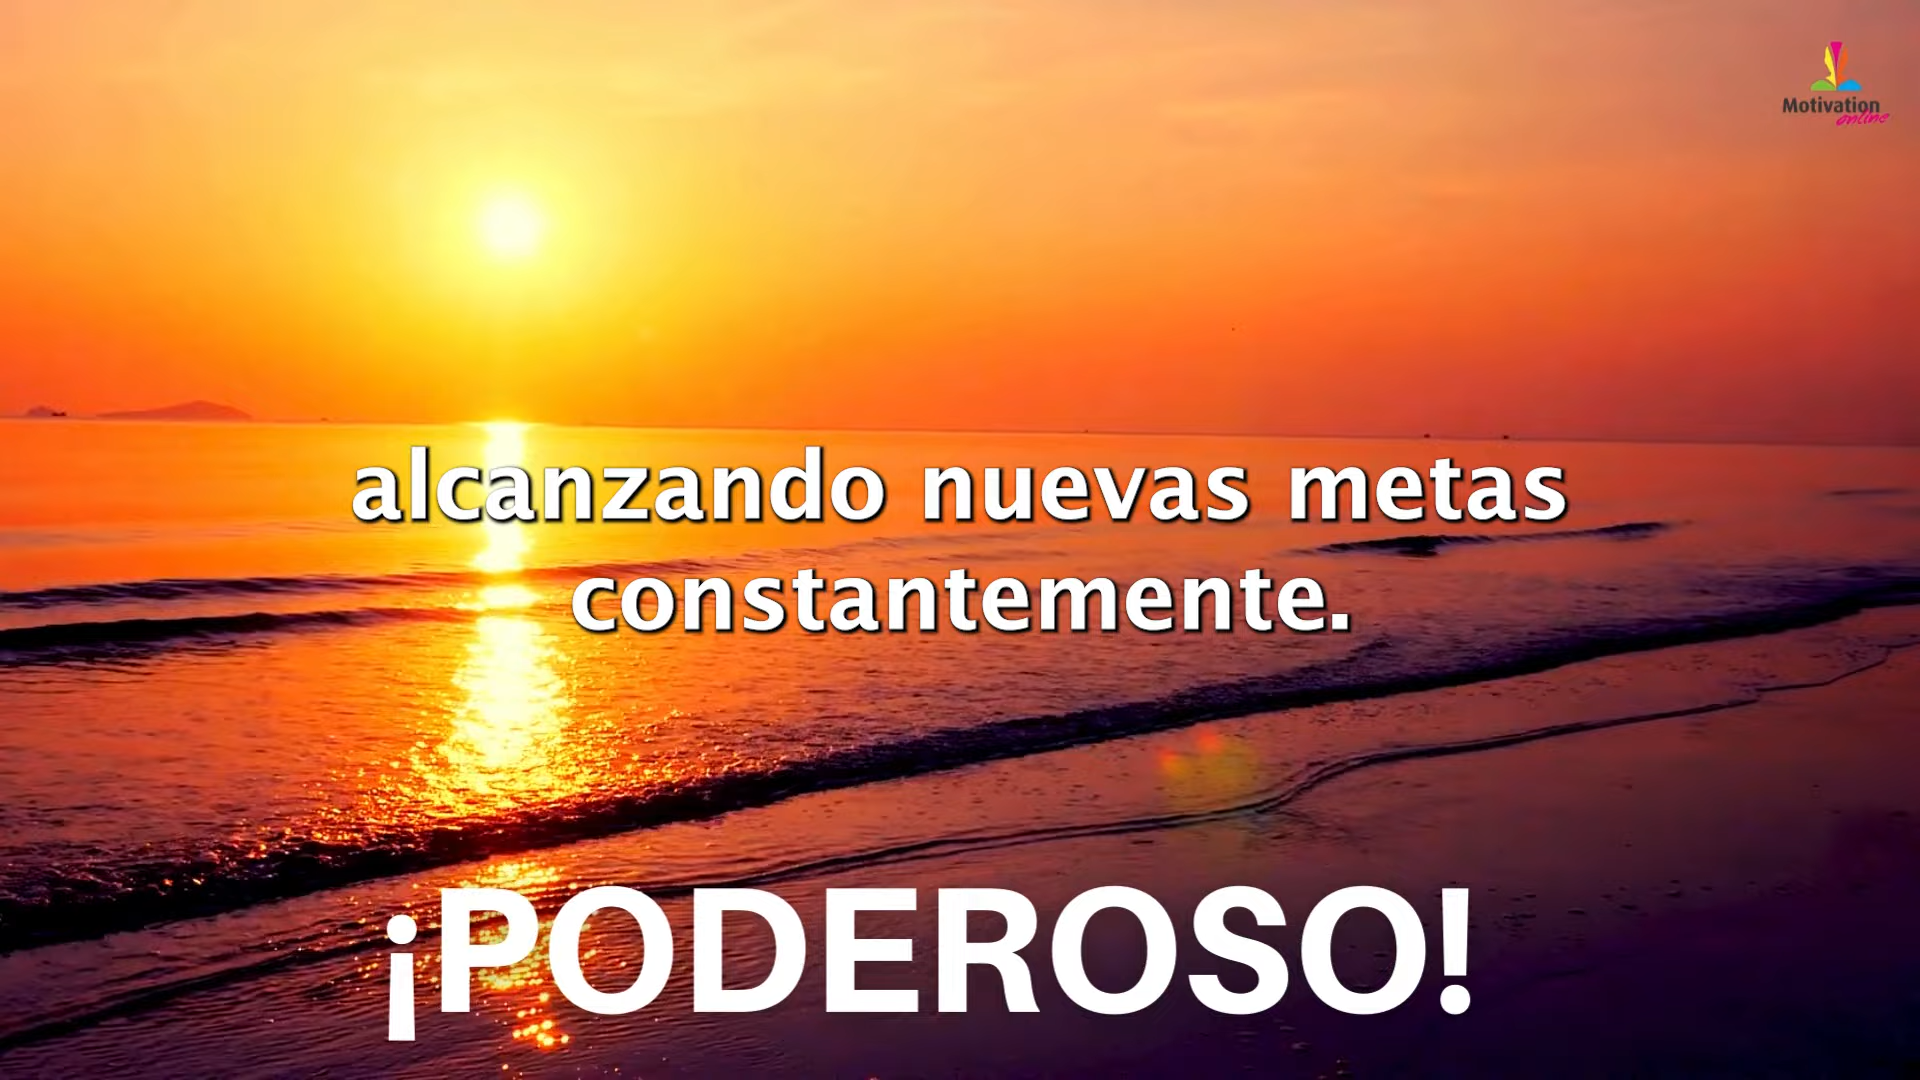 Motivation
online
alcanzando nuevas metas
constantemente.
¡PODEROSO!